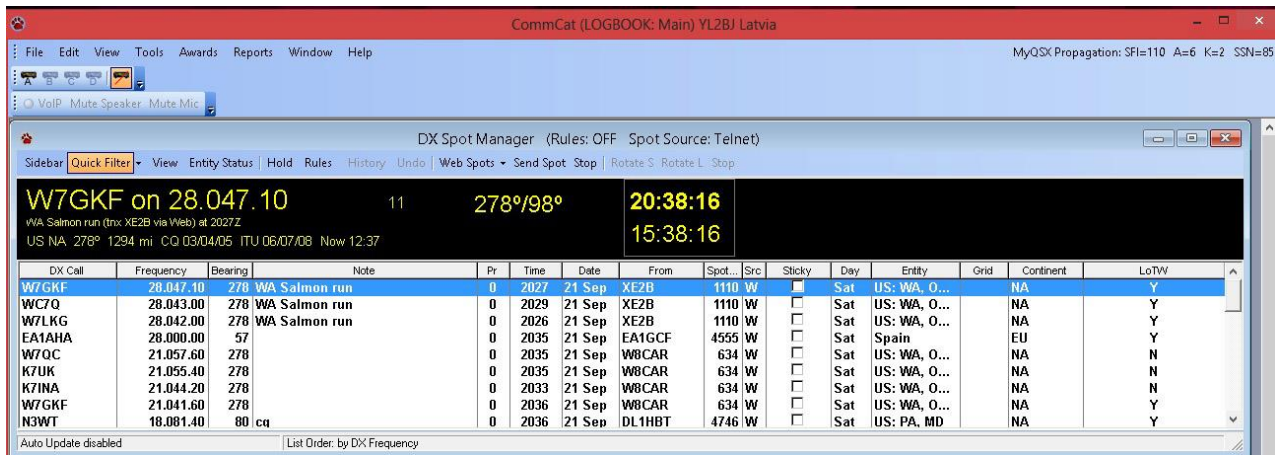 CommCat (LOGBOOK: Main) YL2BJ Latvia
File Edit View Tools Awards Reports Window Help MyQSX Propagation: SFI=110 A=6 K=2 SSN=85
A B C D
VoIP Mute Speaker Mute Mic
DX Spot Manager (Rules: OFF Spot Source: Telnet)
Sidebar Quick Filter View Entity Status Hold Rules History Undo Web Spots Send Spot Stop Rotate S Rotate L Stop
W7GKF on 28.047.10 11 278º/98º 20:38:16
WA Salmon run (tnx XE2B via Web) at 2027Z
15:38:16
US NA 278º 1294 mi CQ 03/04/05 ITU 06/07/08 Now 12:37
DX Call Frequency Bearing Note Pr Time Date From Spot... Src Sticky Day Entity Grid Continent LoTW
W7GKF 28.047.10 278 WA Salmon run 0 2027 21 Sep XE2B 1110 W Sat US: WA, O... NA Y
WC7Q 28.043.00 278 WA Salmon run 0 2029 21 Sep XE2B 1110 W Sat US: WA, O... NA Y
W7LKG 28.042.00 278 WA Salmon run 0 2026 21 Sep XE2B 1110 W Sat US: WA, O... NA Y
EA1AHA 28.000.00 57 0 2035 21 Sep EA1GCF 4555 W Sat Spain EU Y
W7QC 21.057.60 278 0 2035 21 Sep W8CAR 634 W Sat US: WA, O... NA N
K7UK 21.055.40 278 0 2035 21 Sep W8CAR 634 W Sat US: WA, O... NA N
K7INA 21.044.20 278 0 2033 21 Sep W8CAR 634 W Sat US: WA, O... NA N
W7GKF 21.041.60 278 0 2036 21 Sep W8CAR 634 W Sat US: WA, O... NA Y
N3WT 18.081.40 80 cq 0 2036 21 Sep DL1HBT 4746 W Sat US: PA, MD NA Y
Auto Update disabled List Order: by DX Frequency